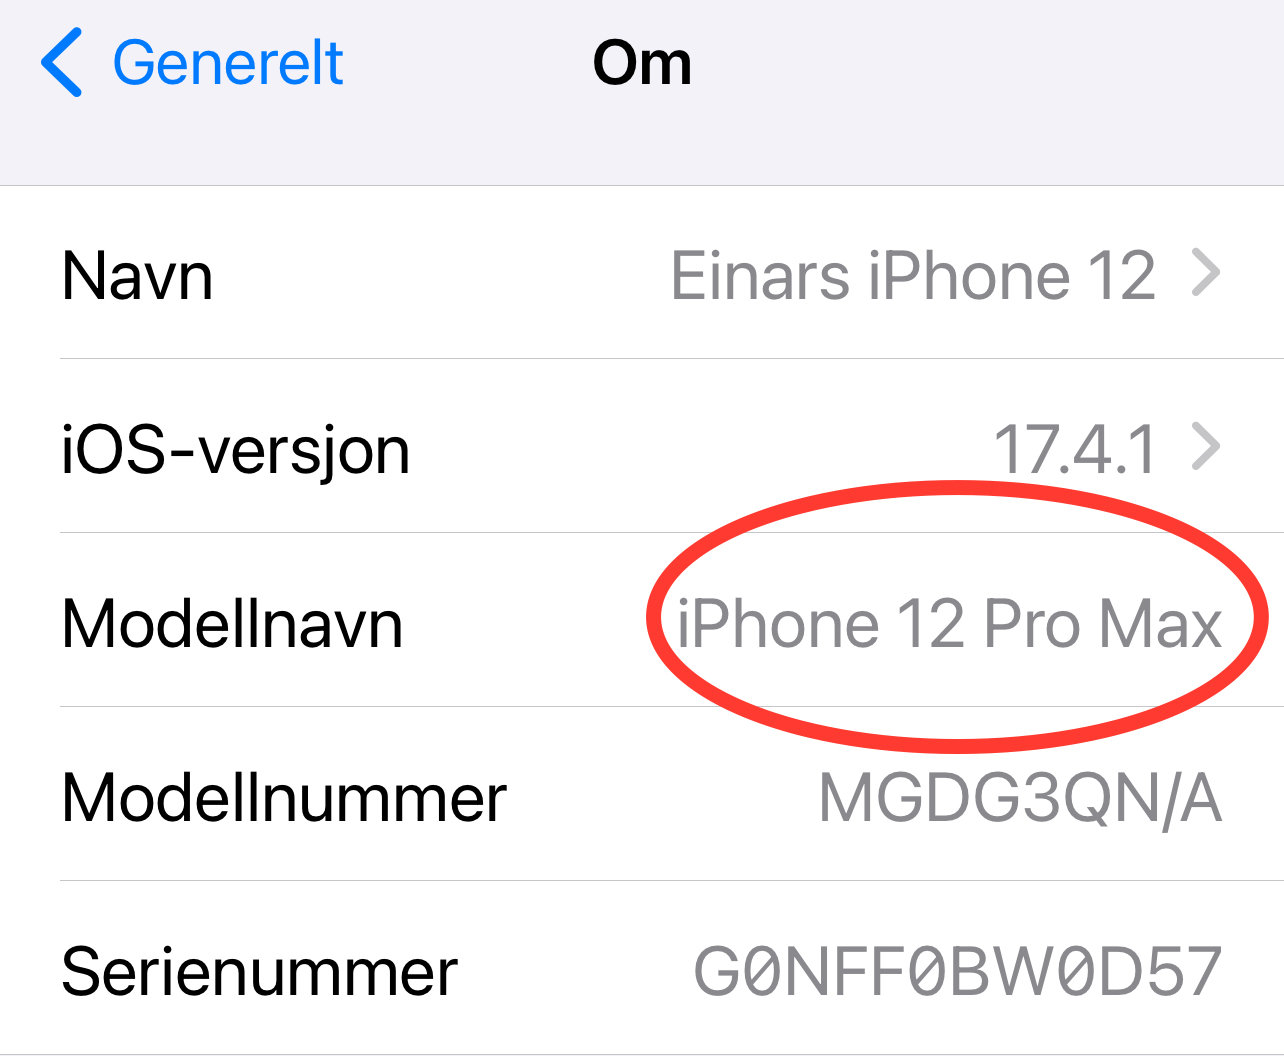 Generelt Om
Navn Einars iPhone 12
iOS-versjon 17.4.1
Modellnavn iPhone 12 Pro Max
Modellnummer MGDG3QN/A
Serienummer G0NFF0BW0D57